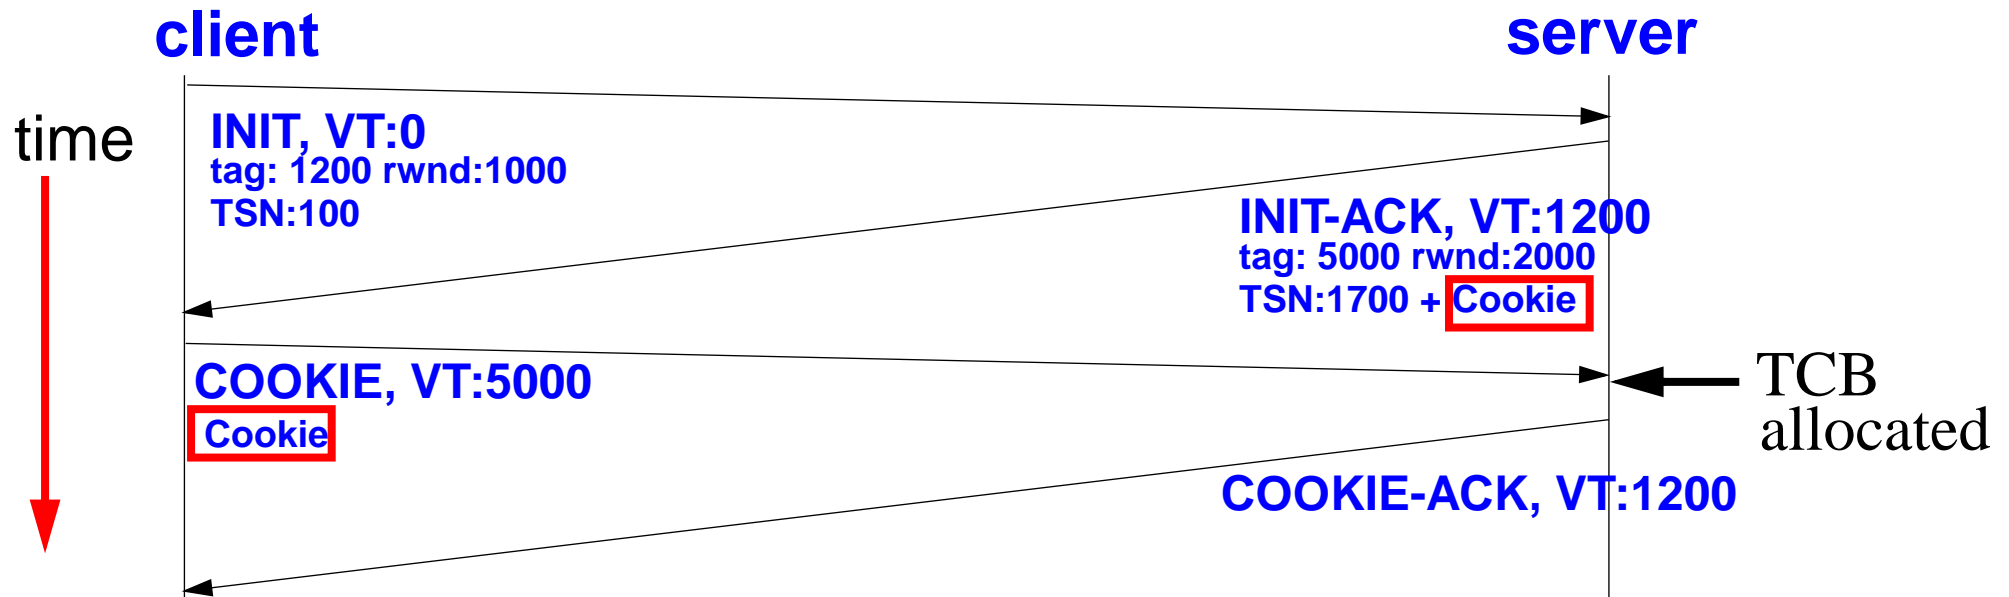 client
server
time
INIT, VT:0
tag: 1200 rwnd:1000
TSN:100
INIT-ACK, VT:1200
tag: 5000 rwnd:2000
TSN:1700 + Cookie
COOKIE, VT:5000
Cookie
TCB
allocated
COOKIE-ACK, VT:1200